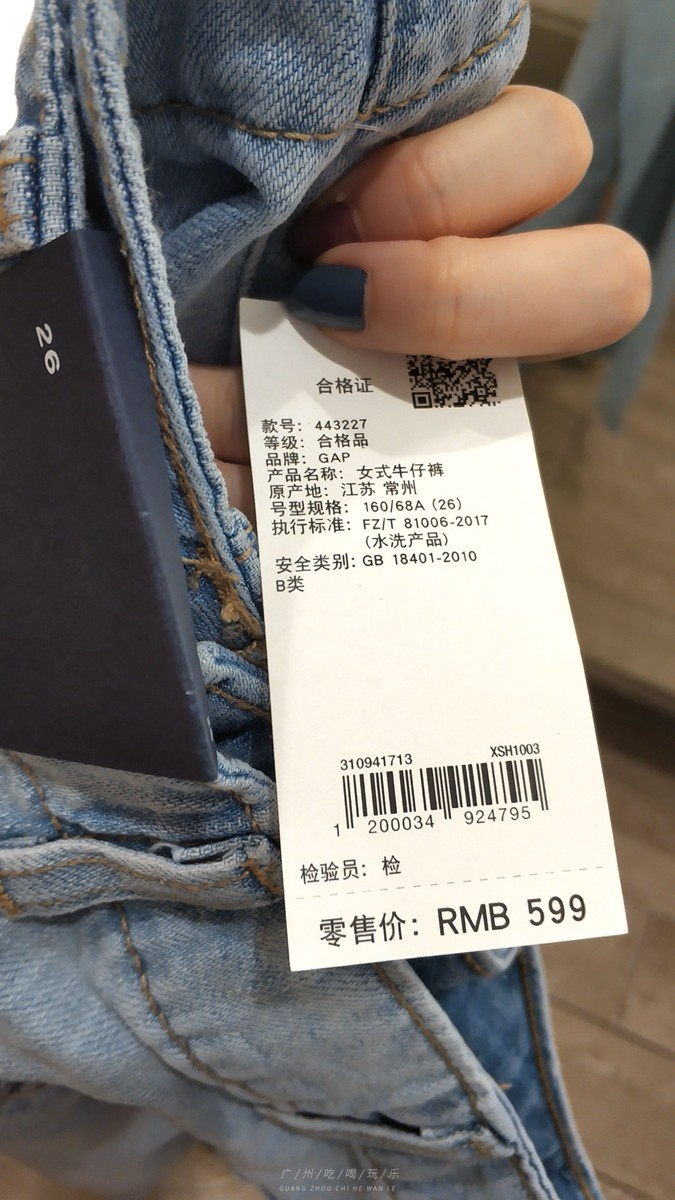 26
合格证
款号: 443227
等级: 合格品
品牌: GAP
产品名称: 女式牛仔裤
原产地: 江苏 常州
号型规格: 160/68A (26)
执行标准: FZ/T 81006-2017
(水洗产品)
安全类别: GB 18401-2010
B类
310941713 XSH1003
1 200034 924795
检验员: 检
零售价: RMB 599
广/州/吃/喝/玩/乐
GUANG ZHOU CHI HE WAN LE